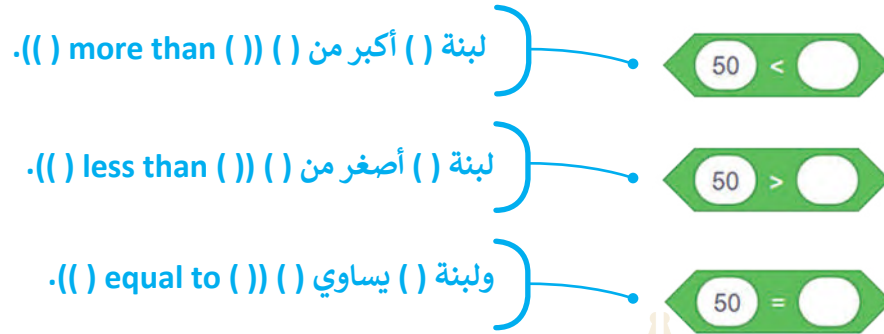 لبنة ( ) أكبر من ( ) (( ) more than ( )).
50 < 
لبنة ( ) أصغر من ( ) (( ) less than ( )).
50 > 
ولبنة ( ) يساوي ( ) (( ) equal to ( )).
50 =